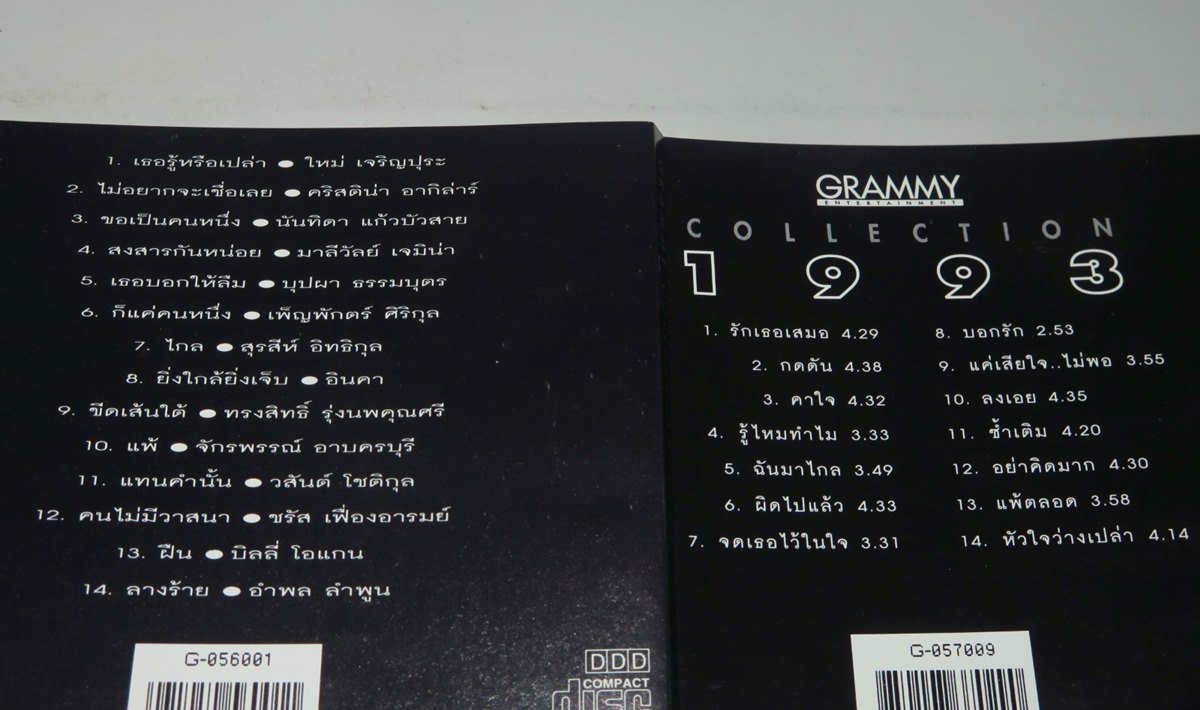 1. เธอรู้หรือเปล่า ● ใหม่ เจริญปุระ
2. ไม่อยากจะเชื่อเลย ● คริสติน่า อากิล่าร์
3. ขอเป็นคนหนึ่ง ● นันทิดา แก้วบัวสาย
4. สงสารกันหน่อย ● มาลีวัลย์ เจมิน่า
5. เธอบอกให้ลืม ● บุปผา ธรรมบุตร
6. ก็แค่คนหนึ่ง ● เพ็ญพักตร์ ศิริกุล
7. ไกล ● สุรสีห์ อิทธิกุล
8. ยิ่งใกล้ยิ่งเจ็บ ● อินคา
9. ขีดเส้นใต้ ● ทรงสิทธิ์ รุ่งนพคุณศรี
10. แพ้ ● จักรพรรณ์ อาบครบุรี
11. แทนคำนั้น ● วสันต์ โชติกุล
12. คนไม่มีวาสนา ● ชรัส เฟื่องอารมย์
13. ฝืน ● บิลลี่ โอแกน
14. ลางร้าย ● อำพล ลำพูน
G-056001
DDD
COMPACT
disc
GRAMMY
ENTERTAINMENT
COLLECTION
1993
1. รักเธอเสมอ 4.29
2. กดดัน 4.38
3. คาใจ 4.32
4. รู้ไหมทำไม 3.33
5. ฉันมาไกล 3.49
6. ผิดไปแล้ว 4.33
7. จดเธอไว้ในใจ 3.31
8. บอกรัก 2.53
9. แค่เสียใจ..ไม่พอ 3.55
10. ลงเอย 4.35
11. ซ้ำเติม 4.20
12. อย่าคิดมาก 4.30
13. แพ้ตลอด 3.58
14. หัวใจว่างเปล่า 4.14
G-057009